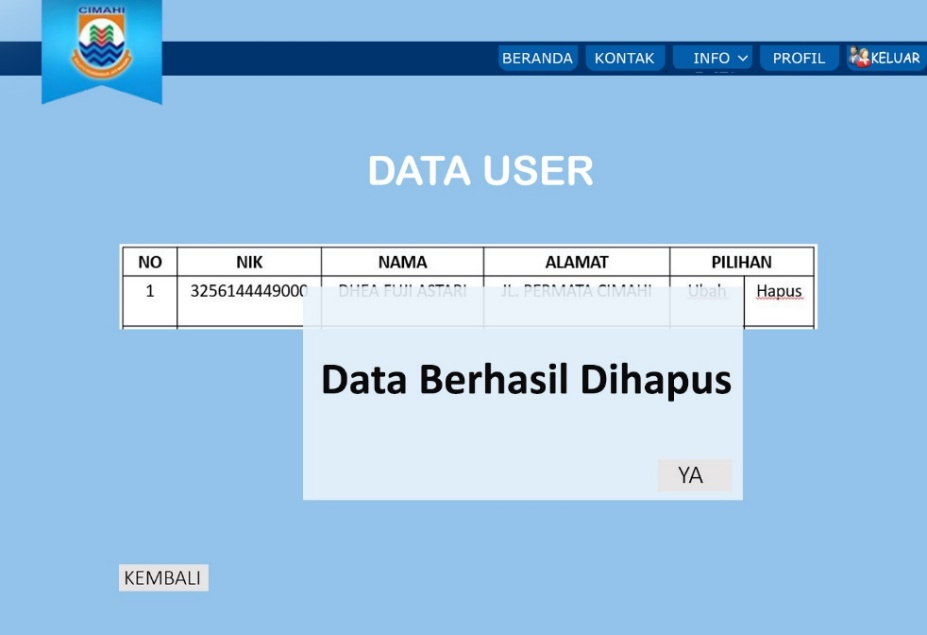 CIMAHI
BERANDA KONTAK INFO PROFIL KELUAR
DATA USER
NO NIK NAMA ALAMAT PILIHAN
1 3256144449000 DHEA FUJI ASTARI JL. PERMATA CIMAHI Ubah Hapus
Data Berhasil Dihapus
YA
KEMBALI